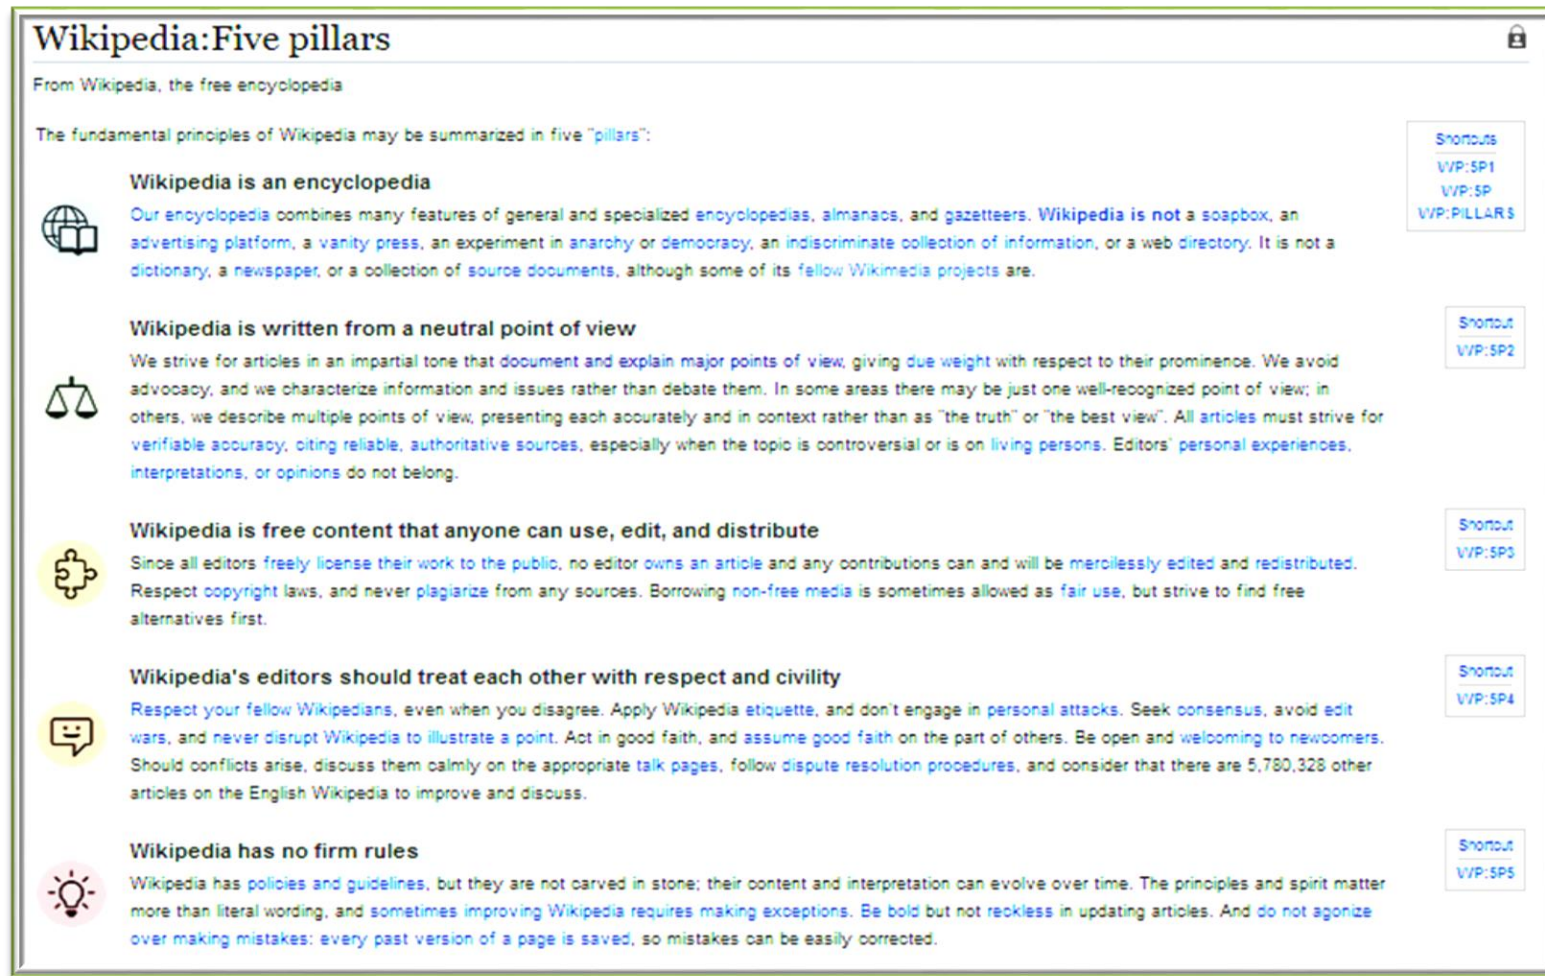 Wikipedia:Five pillars
From Wikipedia, the free encyclopedia
The fundamental principles of Wikipedia may be summarized in five "pillars":
Shortcuts
WP:5P1
WP:5P
WP:PILLARS
Wikipedia is an encyclopedia
Our encyclopedia combines many features of general and specialized encyclopedias, almanacs, and gazetteers. Wikipedia is not a soapbox, an
advertising platform, a vanity press, an experiment in anarchy or democracy, an indiscriminate collection of information, or a web directory. It is not a
dictionary, a newspaper, or a collection of source documents, although some of its fellow Wikimedia projects are.
Wikipedia is written from a neutral point of view
Shortcut
WP:5P2
We strive for articles in an impartial tone that document and explain major points of view, giving due weight with respect to their prominence. We avoid
advocacy, and we characterize information and issues rather than debate them. In some areas there may be just one well-recognized point of view; in
others, we describe multiple points of view, presenting each accurately and in context rather than as "the truth" or "the best view". All articles must strive for
verifiable accuracy, citing reliable, authoritative sources, especially when the topic is controversial or is on living persons. Editors' personal experiences,
interpretations, or opinions do not belong.
Wikipedia is free content that anyone can use, edit, and distribute
Shortcut
WP:5P3
Since all editors freely license their work to the public, no editor owns an article and any contributions can and will be mercilessly edited and redistributed.
Respect copyright laws, and never plagiarize from any sources. Borrowing non-free media is sometimes allowed as fair use, but strive to find free
alternatives first.
Wikipedia's editors should treat each other with respect and civility
Shortcut
WP:5P4
Respect your fellow Wikipedians, even when you disagree. Apply Wikipedia etiquette, and don't engage in personal attacks. Seek consensus, avoid edit
wars, and never disrupt Wikipedia to illustrate a point. Act in good faith, and assume good faith on the part of others. Be open and welcoming to newcomers.
Should conflicts arise, discuss them calmly on the appropriate talk pages, follow dispute resolution procedures, and consider that there are 5,780,328 other
articles on the English Wikipedia to improve and discuss.
Wikipedia has no firm rules
Shortcut
WP:5P5
Wikipedia has policies and guidelines, but they are not carved in stone; their content and interpretation can evolve over time. The principles and spirit matter
more than literal wording, and sometimes improving Wikipedia requires making exceptions. Be bold but not reckless in updating articles. And do not agonize
over making mistakes: every past version of a page is saved, so mistakes can be easily corrected.